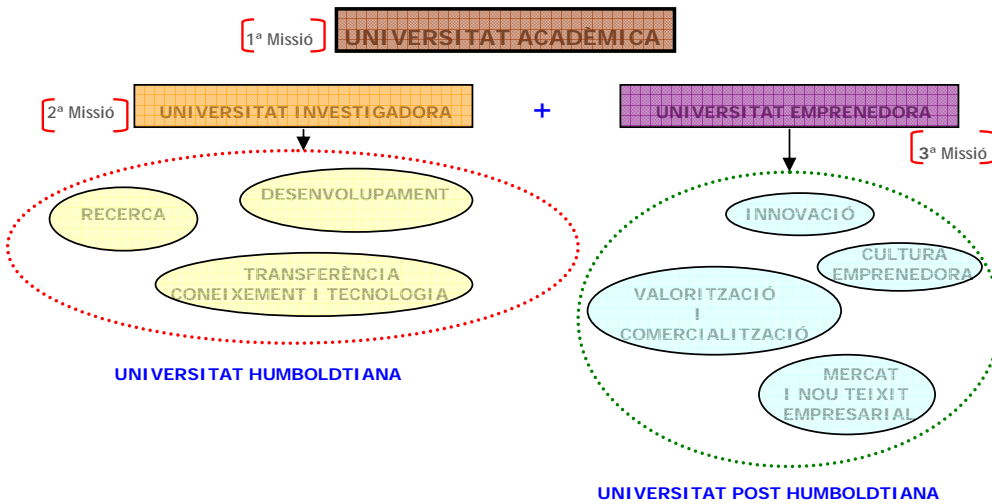 1ª Missió
UNIVERSITAT ACADÈMICA
2ª Missió
UNIVERSITAT INVESTIGADORA
+
UNIVERSITAT EMPRENEDORA
3ª Missió
RECERCA
DESENVOLUPAMENT
TRANSFERÈNCIA
CONEIXEMENT I TECNOLOGIA
UNIVERSITAT HUMBOLDTIANA
INNOVACIÓ
CULTURA
EMPRENEDORA
VALORITZACIÓ
I
COMERCIALITZACIÓ
MERCAT
I NOU TEIXIT
EMPRESARIAL
UNIVERSITAT POST HUMBOLDTIANA